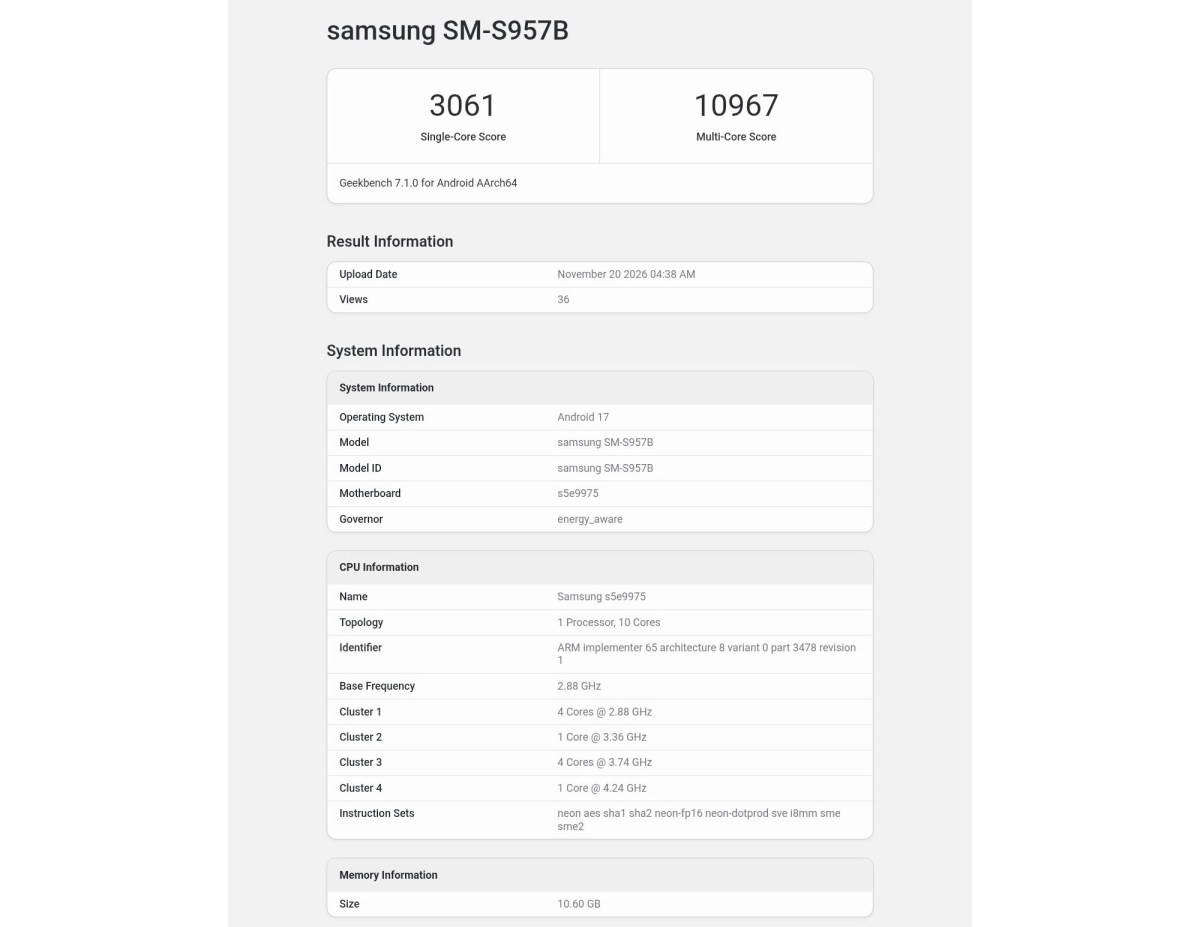 samsung SM-S957B
3061
Single-Core Score
10967
Multi-Core Score
Geekbench 7.1.0 for Android AArch64
Result Information
Upload Date November 20 2026 04:38 AM
Views 36
System Information
System Information
Operating System Android 17
Model samsung SM-S957B
Model ID samsung SM-S957B
Motherboard s5e9975
Governor energy_aware
CPU Information
Name Samsung s5e9975
Topology 1 Processor, 10 Cores
Identifier ARM implementer 65 architecture 8 variant 0 part 3478 revision
1
Base Frequency 2.88 GHz
Cluster 1 4 Cores @ 2.88 GHz
Cluster 2 1 Core @ 3.36 GHz
Cluster 3 4 Cores @ 3.74 GHz
Cluster 4 1 Core @ 4.24 GHz
Instruction Sets neon aes sha1 sha2 neon-fp16 neon-dotprod sve i8mm sme
sme2
Memory Information
Size 10.60 GB